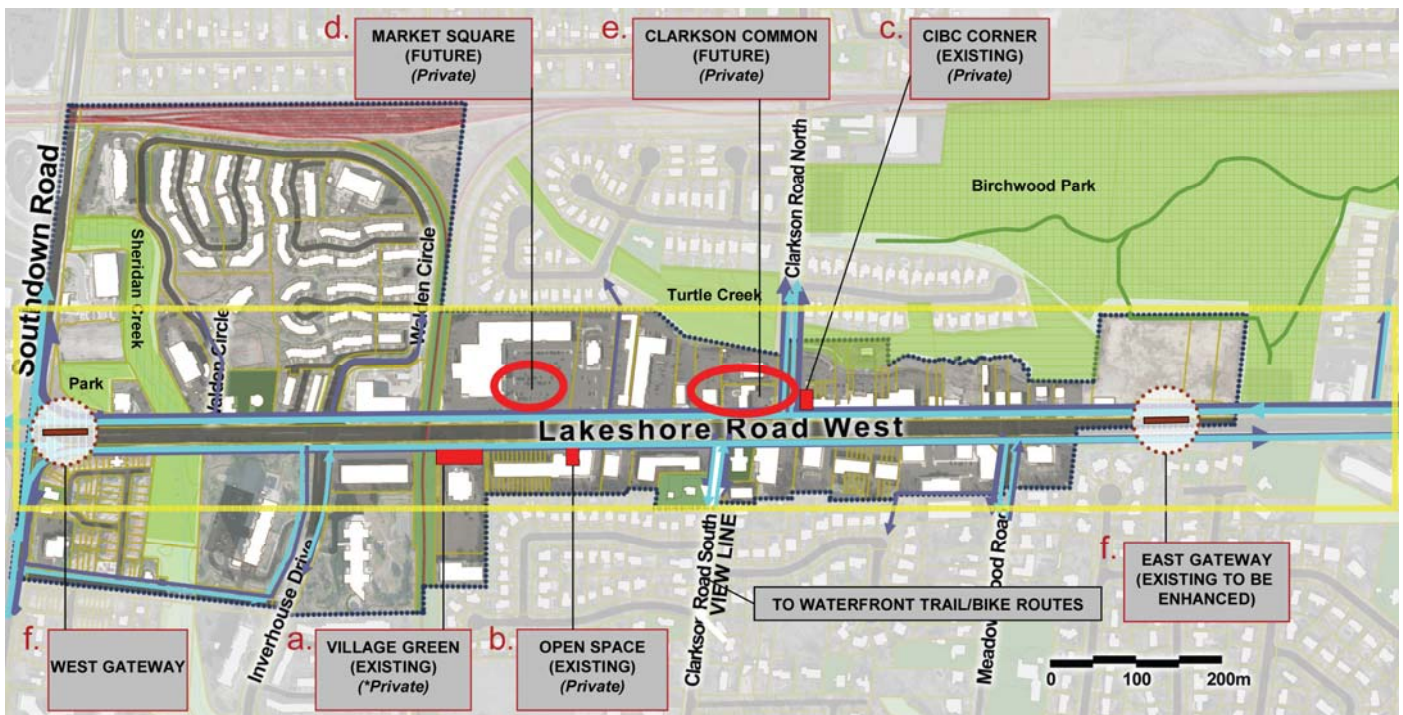 d.
MARKET SQUARE
(FUTURE)
(Private)
e.
CLARKSON COMMON
(FUTURE)
(Private)
c.
CIBC CORNER
(EXISTING)
(Private)
Southdown Road
Sheridan Creek
Park
Walden Circle
Walden Circle
Turtle Creek
Clarkson Road North
Birchwood Park
Lakeshore Road West
Inverhouse Drive
Clarkson Road South
VIEW LINE
Meadowwood Road
TO WATERFRONT TRAIL/BIKE ROUTES
f.
WEST GATEWAY
a.
VILLAGE GREEN
(EXISTING)
(*Private)
b.
OPEN SPACE
(EXISTING)
(Private)
f.
EAST GATEWAY
(EXISTING TO BE
ENHANCED)
0 100 200m